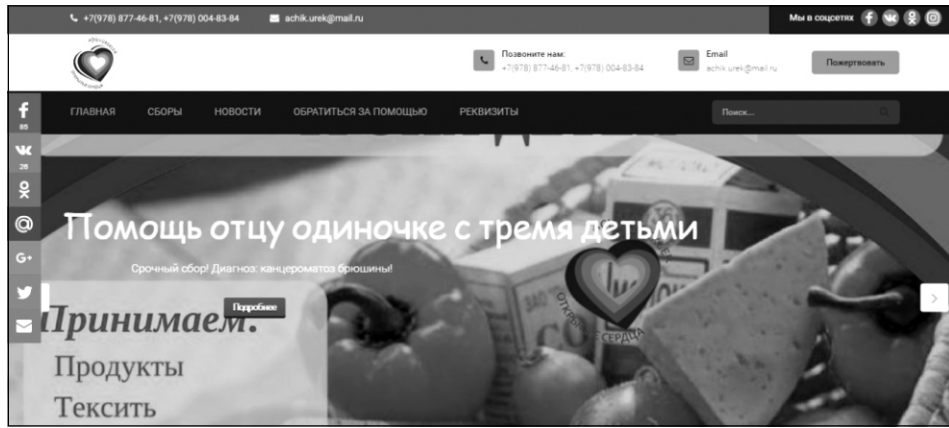 +7(978) 877-46-81, +7(978) 004-83-84
achik.urek@mail.ru
Мы в соцсетях
Позвоните нам:
+7(978) 877-46-81, +7(978) 004-83-84
Email
achik.urek@mail.ru
Пожертвовать
ГЛАВНАЯ СБОРЫ НОВОСТИ ОБРАТИТЬСЯ ЗА ПОМОЩЬЮ РЕКВИЗИТЫ
Поиск...
85
28
G+
Помощь отцу одиночке с тремя детьми
Срочный сбор! Диагноз: канцероматоз брюшины!
Подробнее
Принимаем:
Продукты
Тексить